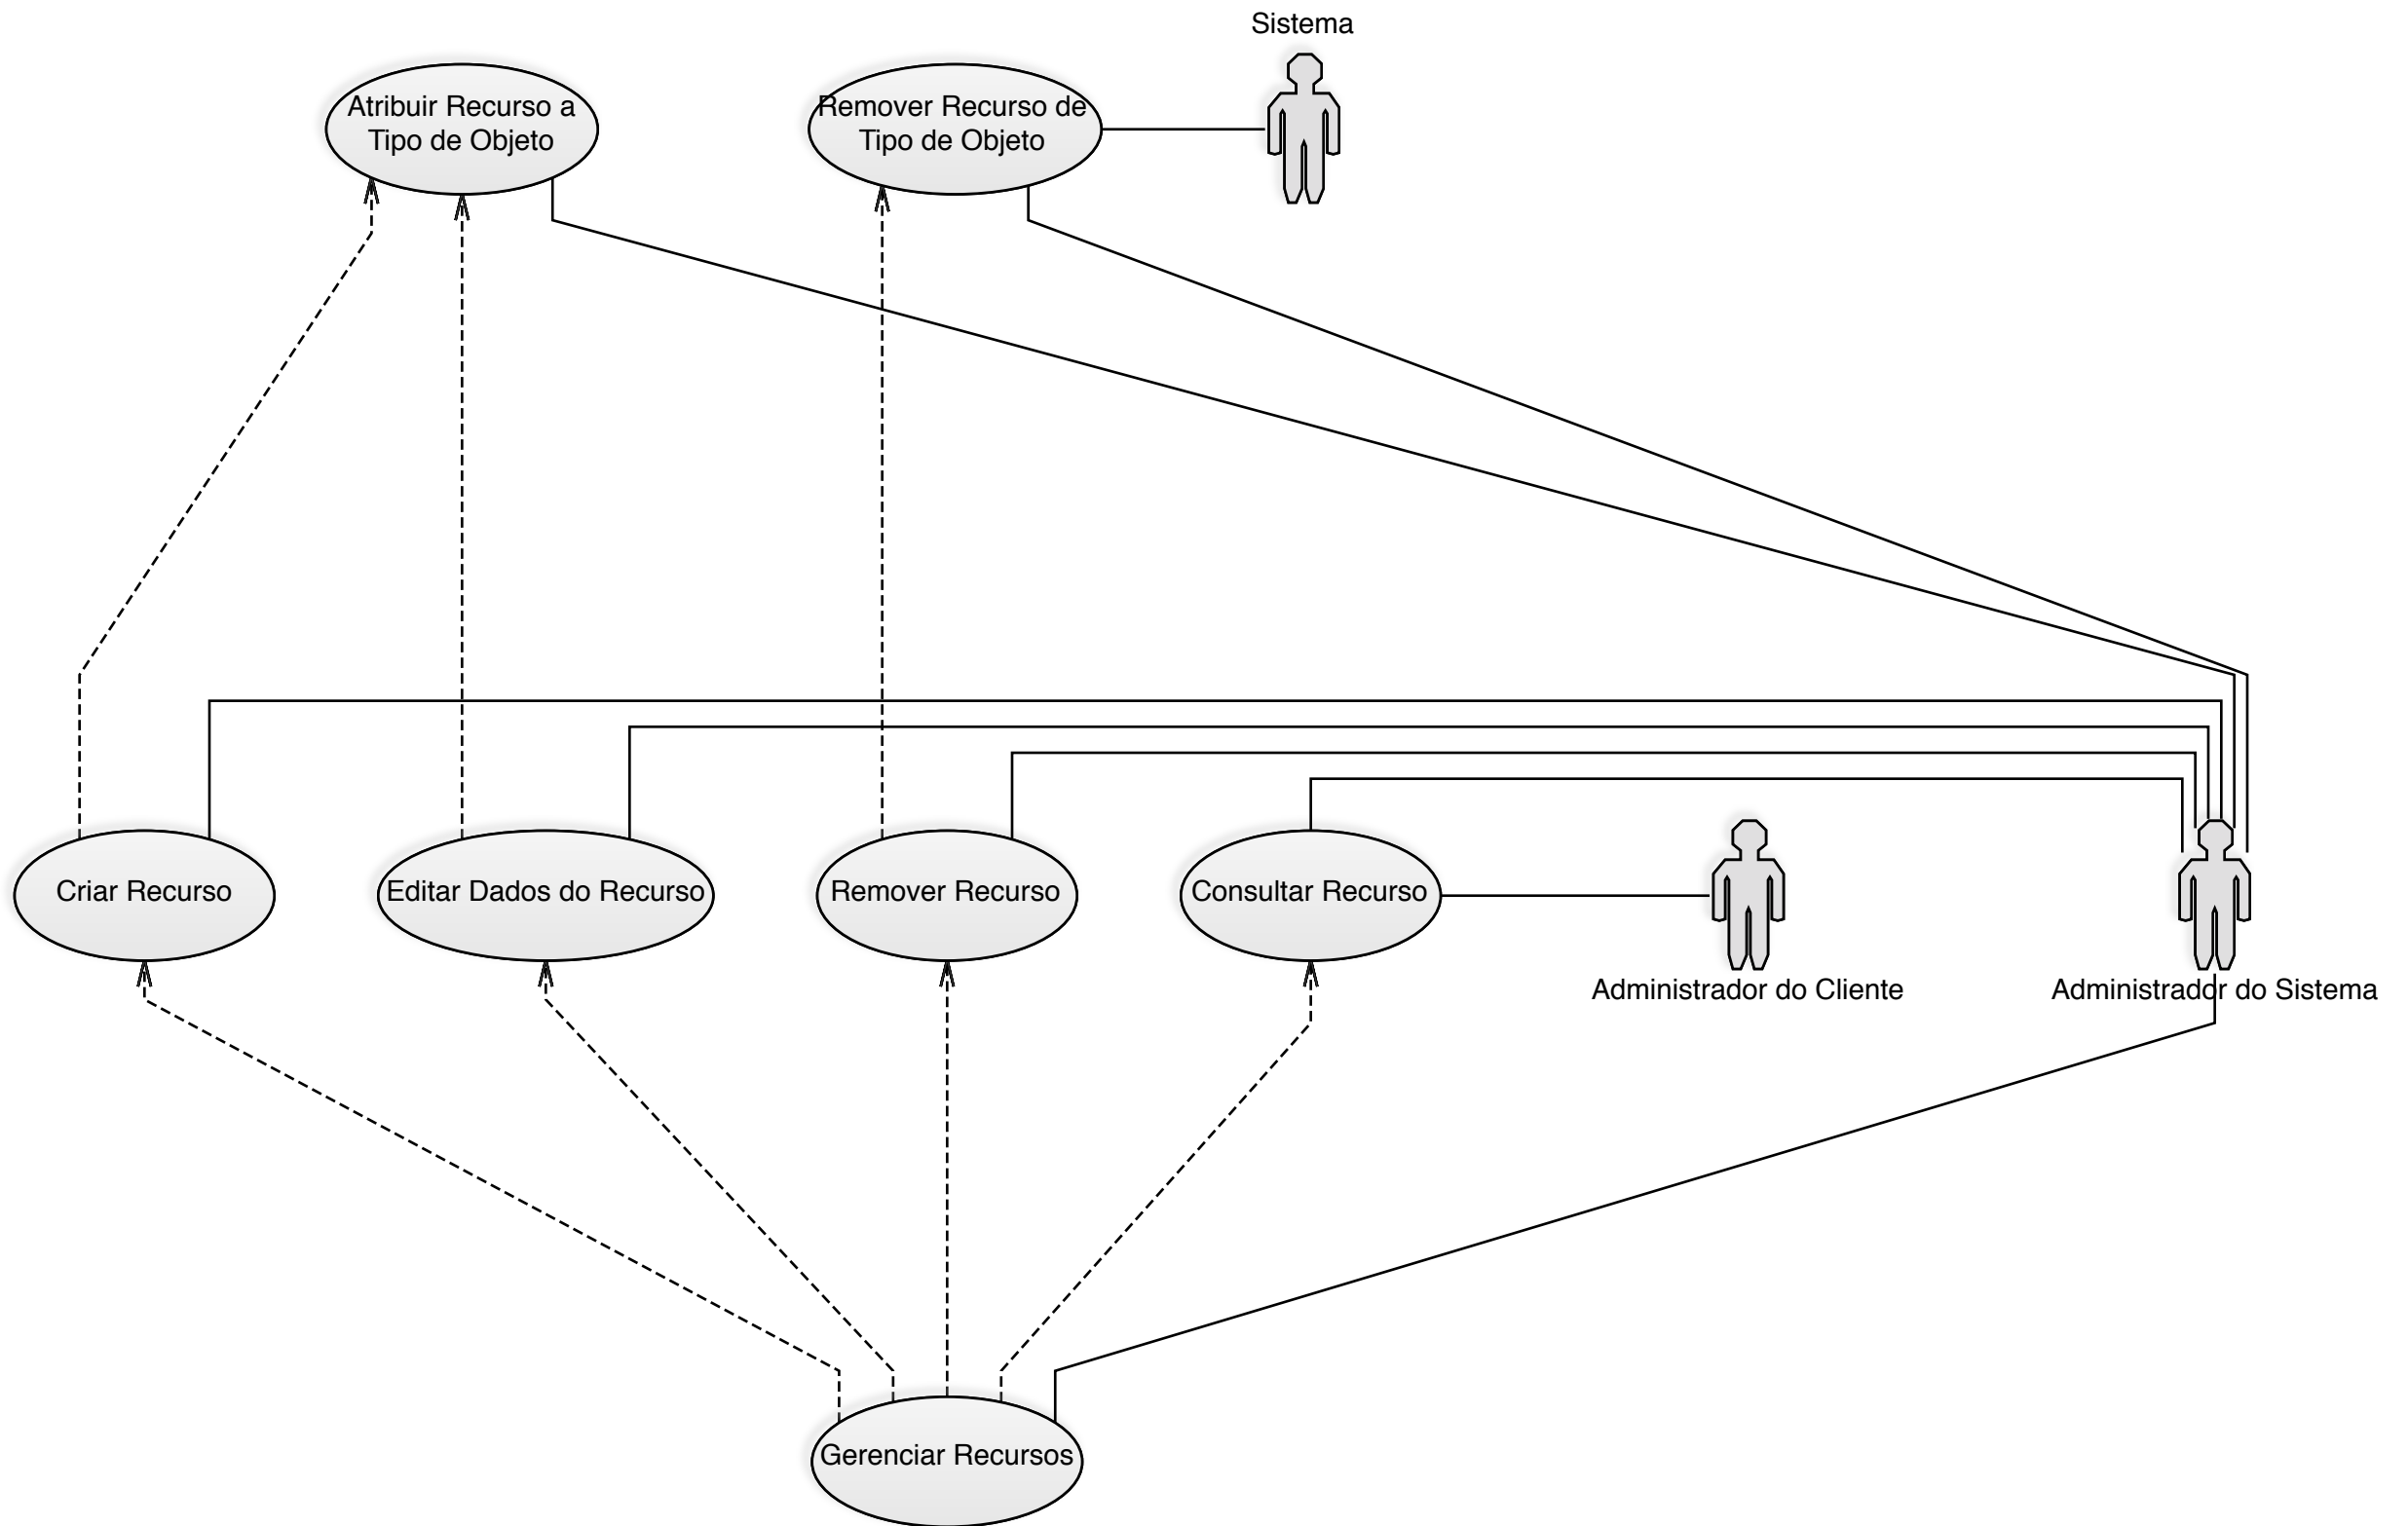 Sistema
Atribuir Recurso a
Tipo de Objeto
Remover Recurso de
Tipo de Objeto
Criar Recurso
Editar Dados do Recurso
Remover Recurso
Consultar Recurso
Administrador do Cliente
Administrador do Sistema
Gerenciar Recursos